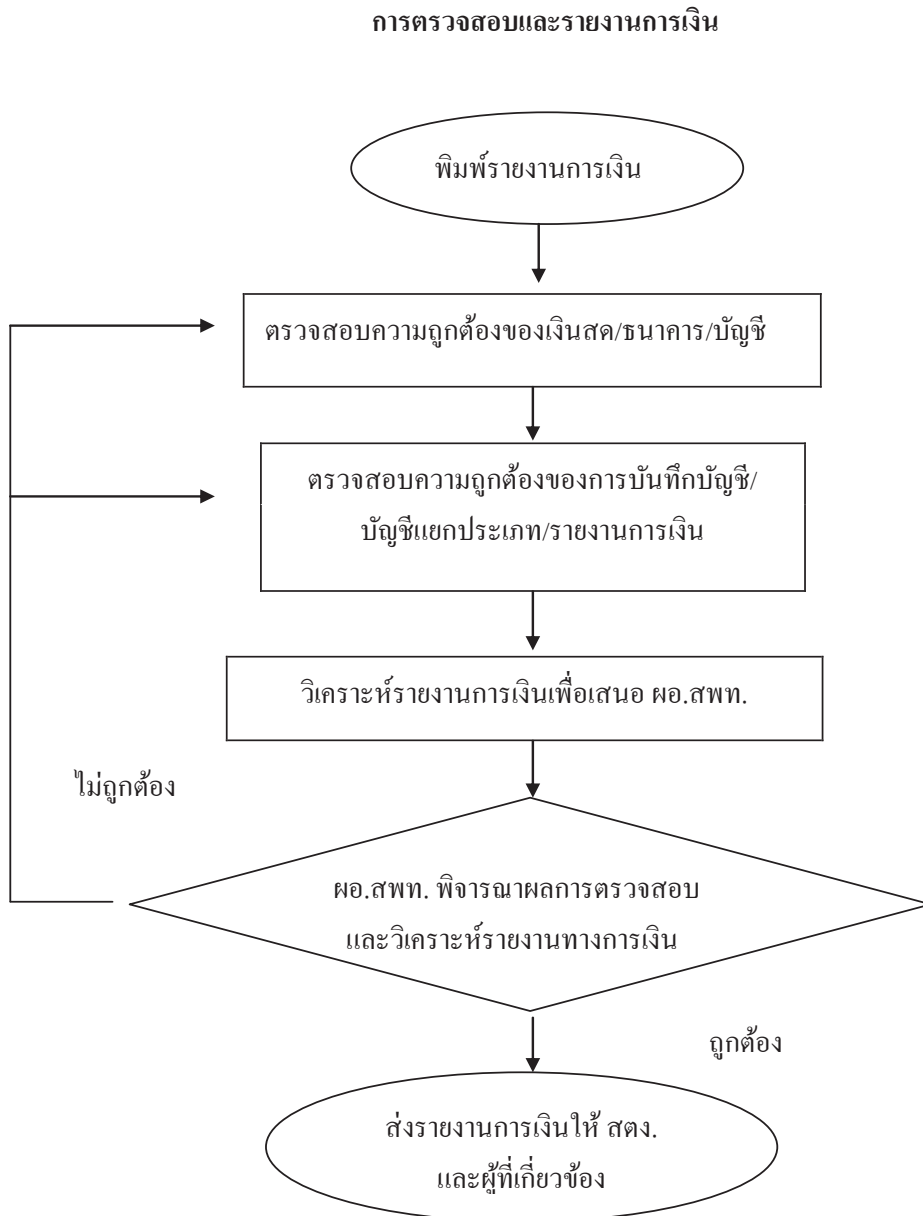 การตรวจสอบและรายงานการเงิน
พิมพ์รายงานการเงิน
ตรวจสอบความถูกต้องของเงินสด/ธนาคาร/บัญชี
ตรวจสอบความถูกต้องของการบันทึกบัญชี/
บัญชีแยกประเภท/รายงานการเงิน
วิเคราะห์รายงานการเงินเพื่อเสนอ ผอ.สพท.
ไม่ถูกต้อง
ผอ.สพท. พิจารณาผลการตรวจสอบ
และวิเคราะห์รายงานทางการเงิน
ถูกต้อง
ส่งรายงานการเงินให้ สตง.
และผู้ที่เกี่ยวข้อง